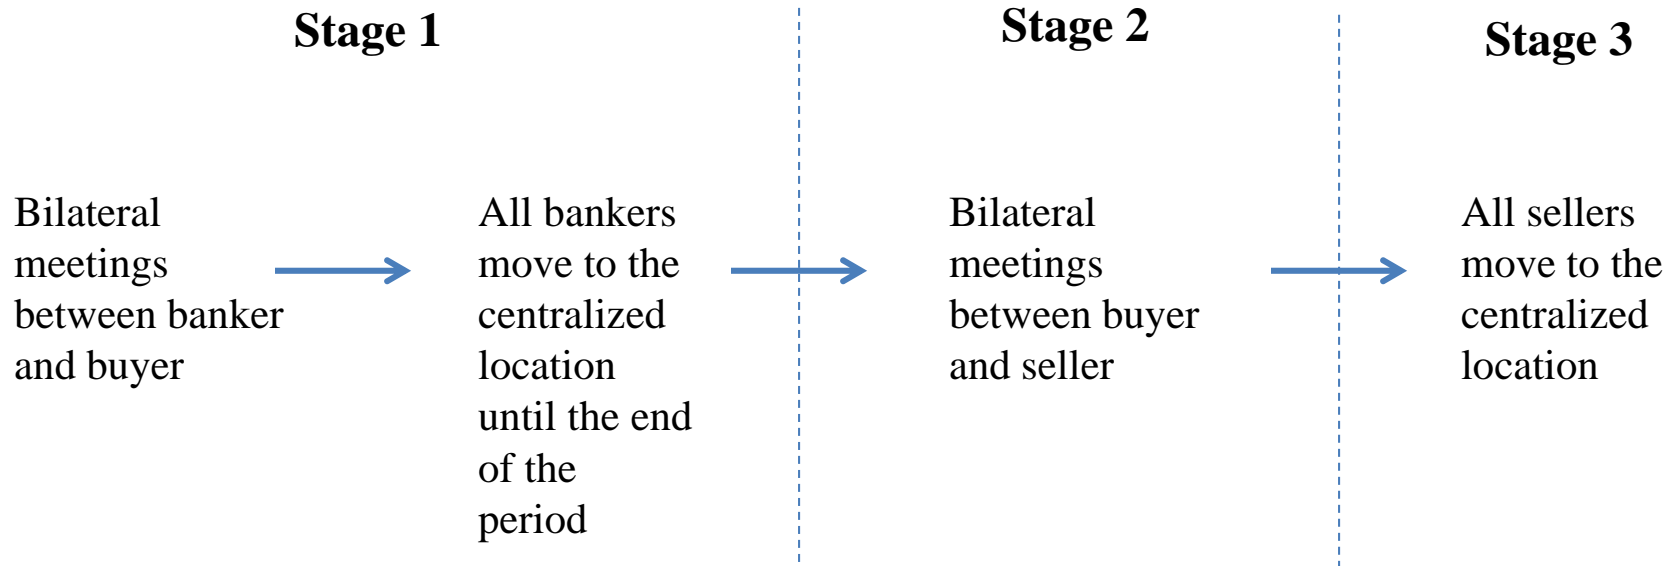 Stage 1
Bilateral
meetings
between banker
and buyer
All bankers
move to the
centralized
location
until the end
of the
period
Stage 2
Bilateral
meetings
between buyer
and seller
Stage 3
All sellers
move to the
centralized
location